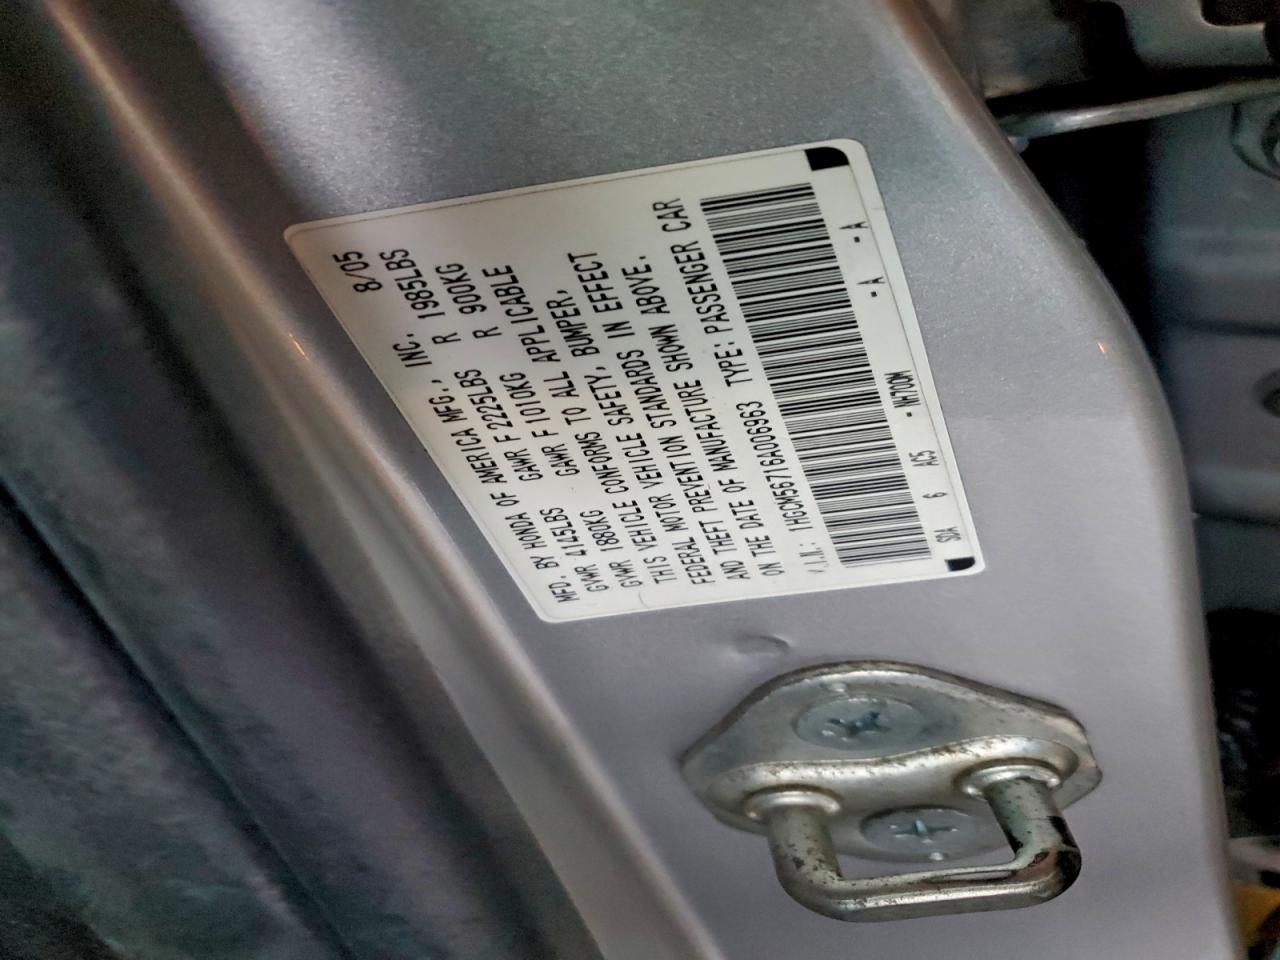 MFD. BY HONDA OF AMERICA MFG., INC. 8/05
GVWR 4145LBS GAWR F 2225LBS R 1985LBS
GVWR 1880KG GAWR F 1010KG R 900KG
THIS VEHICLE CONFORMS TO ALL APPLICABLE
FEDERAL MOTOR VEHICLE SAFETY, BUMPER,
AND THEFT PREVENTION STANDARDS IN EFFECT
ON THE DATE OF MANUFACTURE SHOWN ABOVE.
V.I.N.: 1HGCM56716A006963 TYPE: PASSENGER CAR
SDA 6 AC5 -NH700M -A -A